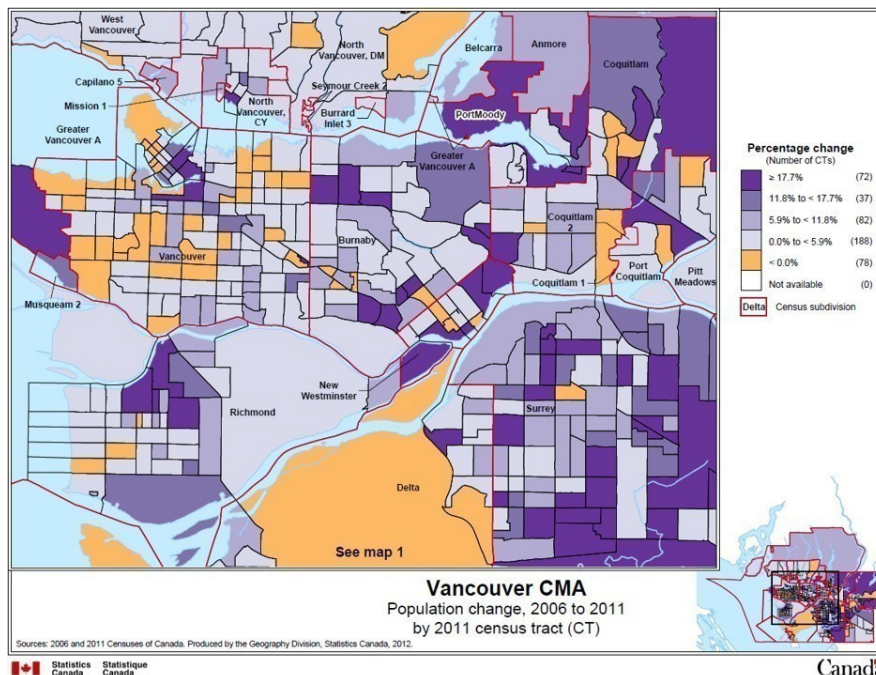 West
Vancouver
North
Vancouver, DM
Belcarra
Anmore
Coquitlam
Capilano 5
Seymour Creek 2
Mission 1
North
Vancouver,
CY
Burrard
Inlet 3
PortMoody
Greater
Vancouver A
Greater
Vancouver A
Percentage change
(Number of CTs)
≥ 17.7% (72)
11.8% to < 17.7% (37)
5.9% to < 11.8% (82)
0.0% to < 5.9% (188)
< 0.0% (78)
Not available (0)
Delta Census subdivision
Coquitlam
2
Burnaby
Vancouver
Port
Coquitlam
Pitt
Meadows
Coquitlam 1
Musqueam 2
New
Westminster
Richmond
Surrey
Delta
See map 1
Vancouver CMA
Population change, 2006 to 2011
by 2011 census tract (CT)
Sources: 2006 and 2011 Censuses of Canada. Produced by the Geography Division, Statistics Canada, 2012.
Statistics Statistique
Canada Canada
Canada